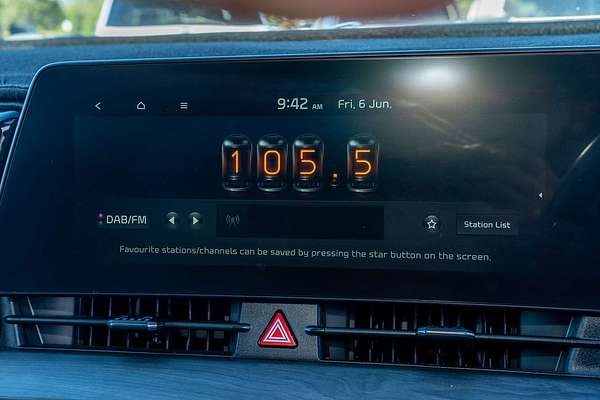 9:42 AM Fri, 6 Jun.
105.5
DAB/FM
Station List
Favourite stations/channels can be saved by pressing the star button on the screen.